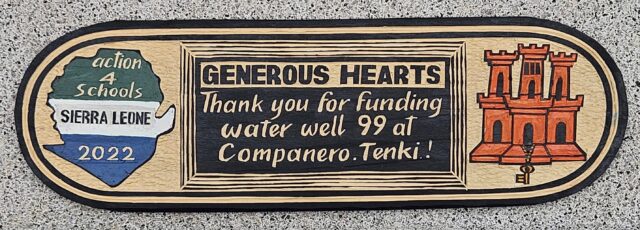 action
4
Schools
SIERRA LEONE
2022
GENEROUS HEARTS
Thank you for funding
water well 99 at
Companero.Tenki.!